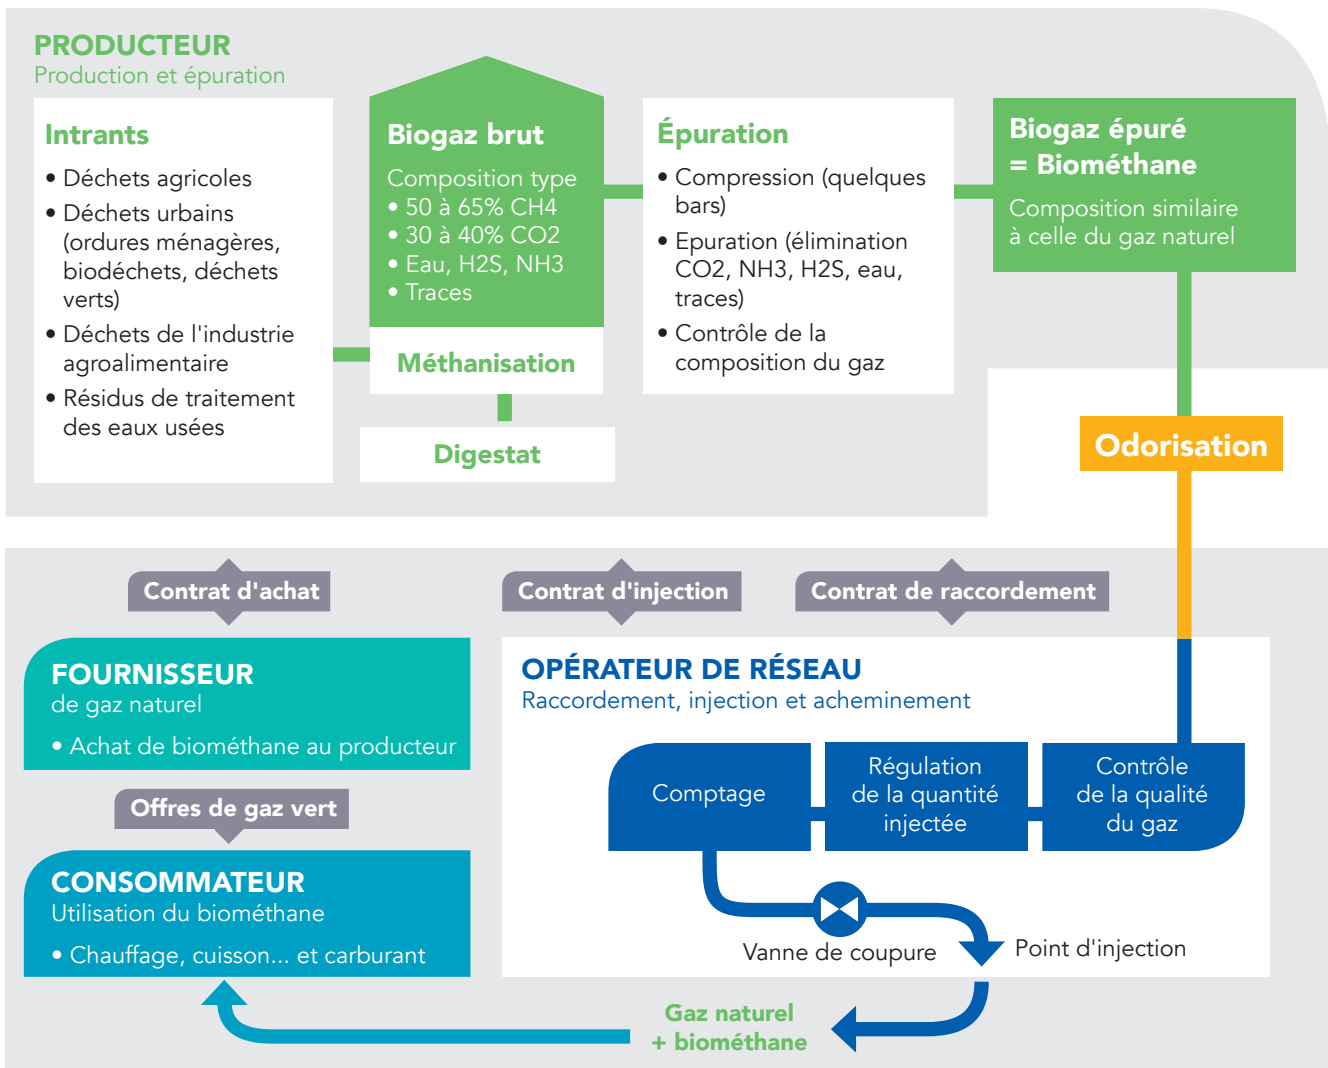 PRODUCTEUR
Production et épuration
Intrants
• Déchets agricoles
• Déchets urbains
(ordures ménagères,
biodéchets, déchets
verts)
• Déchets de l'industrie
agroalimentaire
• Résidus de traitement
des eaux usées
Biogaz brut
Composition type
• 50 à 65% CH4
• 30 à 40% CO2
• Eau, H2S, NH3
• Traces
Méthanisation
Digestat
Épuration
• Compression (quelques
bars)
• Epuration (élimination
CO2, NH3, H2S, eau,
traces)
• Contrôle de la
composition du gaz
Biogaz épuré
= Biométhane
Composition similaire
à celle du gaz naturel
Odorisation
Contrat d'achat
Contrat d'injection
Contrat de raccordement
FOURNISSEUR
de gaz naturel
• Achat de biométhane au producteur
Offres de gaz vert
CONSOMMATEUR
Utilisation du biométhane
• Chauffage, cuisson... et carburant
OPÉRATEUR DE RÉSEAU
Raccordement, injection et acheminement
Comptage
Régulation
de la quantité
injectée
Contrôle
de la qualité
du gaz
Vanne de coupure
Point d'injection
Gaz naturel
+ biométhane